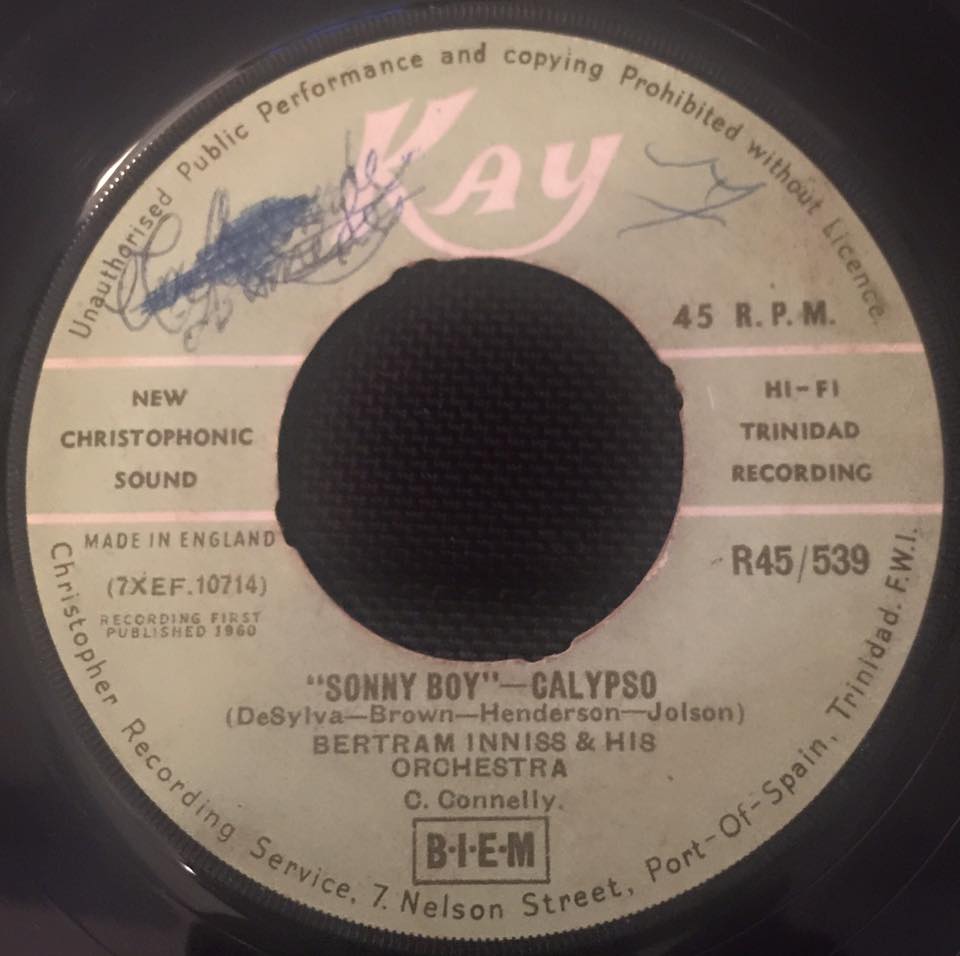 Unauthorised Public Performance and copying Prohibited without Licence.
KAY
45 R.P.M.
NEW
CHRISTOPHONIC
SOUND
HI-FI
TRINIDAD
RECORDING
MADE IN ENGLAND
(7XEF.10714)
RECORDING FIRST
PUBLISHED 1960
R45/539
"SONNY BOY"—CALYPSO
(DeSylva—Brown—Henderson—Jolson)
BERTRAM INNISS & HIS
ORCHESTRA
C. Connelly.
B·I·E·M
Christopher Recording Service, 7. Nelson Street, Port-Of-Spain, Trinidad. F.W.I.